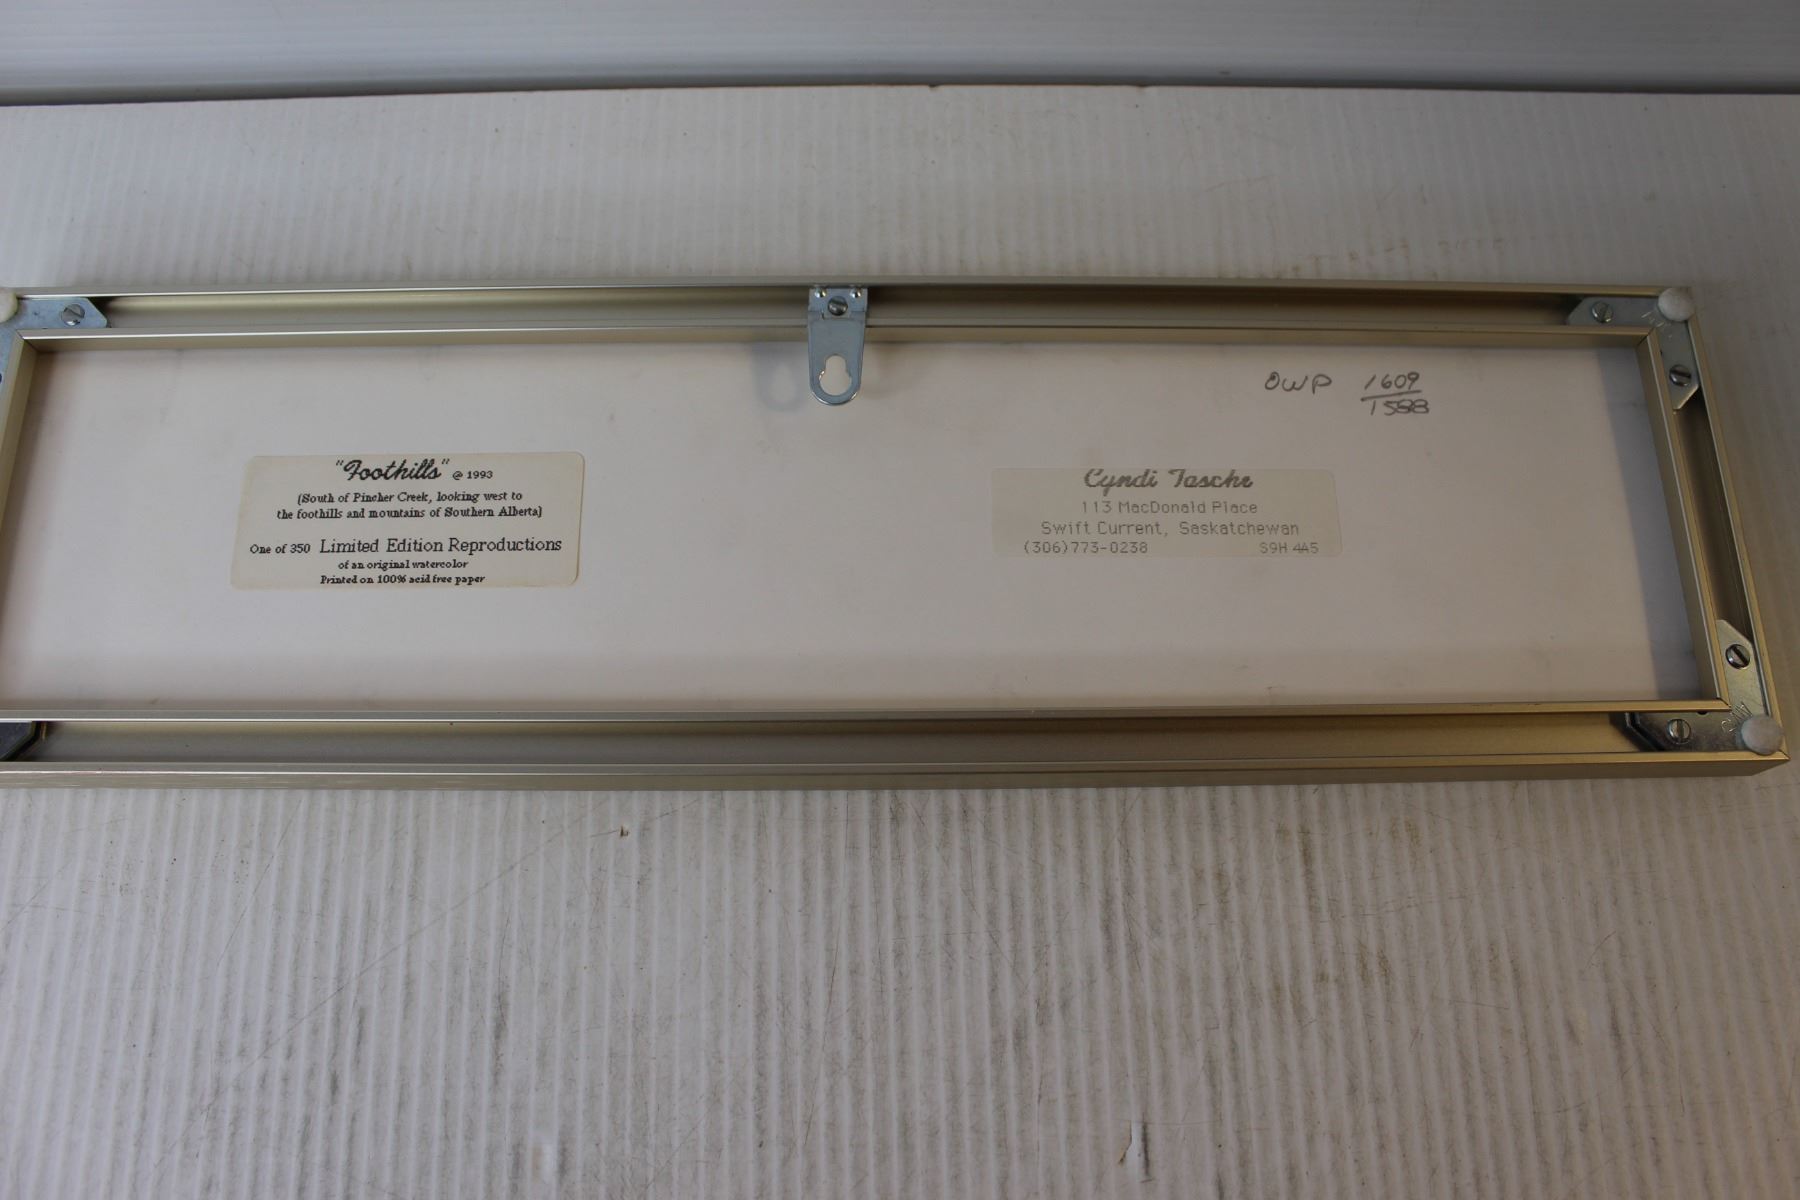 OWP 1609
1588
"Foothills" @ 1993
(South of Pincher Creek, looking west to
the foothills and mountains of Southern Alberta)
One of 350 Limited Edition Reproductions
of an original watercolor
Printed on 100% acid free paper
Cyndi Tasche
113 MacDonald Place
Swift Current, Saskatchewan
(306)773-0238 S9H 4A5